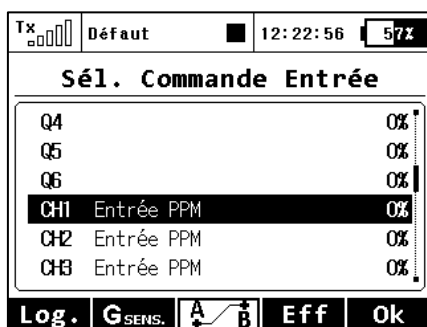 Tx Défaut 12:22:56 57%
Sél. Commande Entrée
Q4 0%
Q5 0%
Q6 0%
CH1 Entrée PPM 0%
CH2 Entrée PPM 0%
CH3 Entrée PPM 0%
Log. GSENS. A B Eff Ok